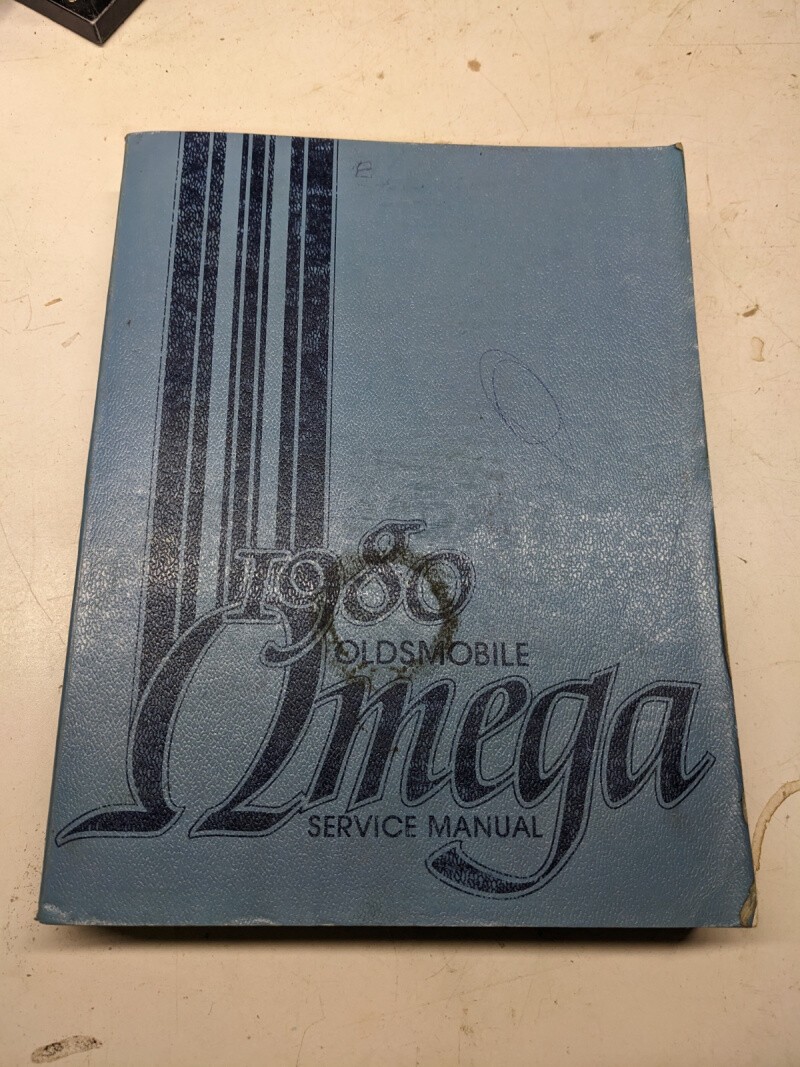 1980
OLDSMOBILE
Omega
SERVICE MANUAL